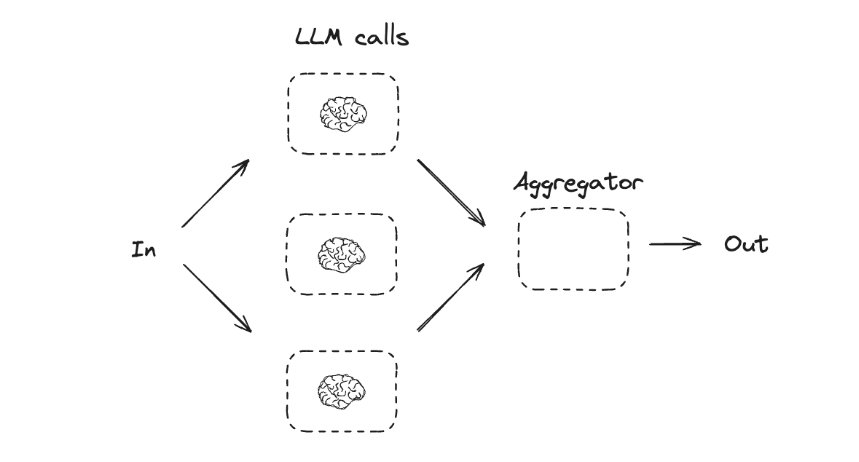 LLM calls
Aggregator
In
Out